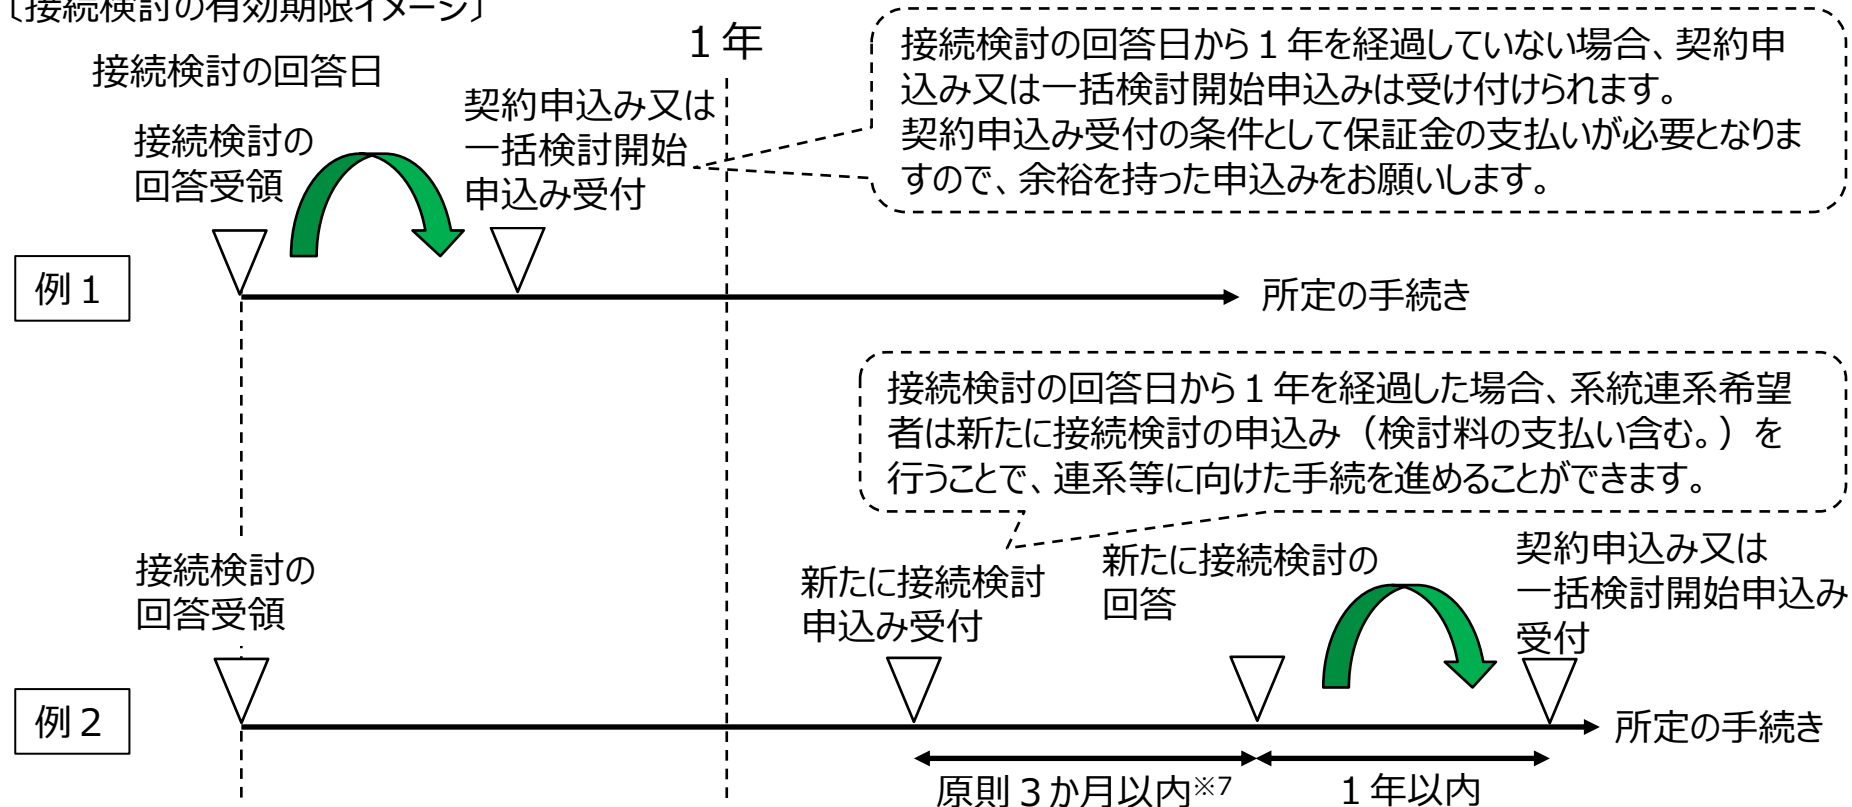 〔接続検討の有効期限イメージ〕
１年
接続検討の回答日
接続検討の
回答受領
契約申込み又は
一括検討開始
申込み受付
接続検討の回答日から１年を経過していない場合、契約申
込み又は一括検討開始申込みは受け付けられます。
契約申込み受付の条件として保証金の支払いが必要となりま
すので、余裕を持った申込みをお願いします。
例１
所定の手続き
接続検討の回答日から１年を経過した場合、系統連系希望
者は新たに接続検討の申込み（検討料の支払い含む。）を
行うことで、連系等に向けた手続を進めることができます。
接続検討の
回答受領
新たに接続検討
申込み受付
新たに接続検討の
回答
契約申込み又は
一括検討開始申込み
受付
例２
所定の手続き
原則３か月以内※7
１年以内